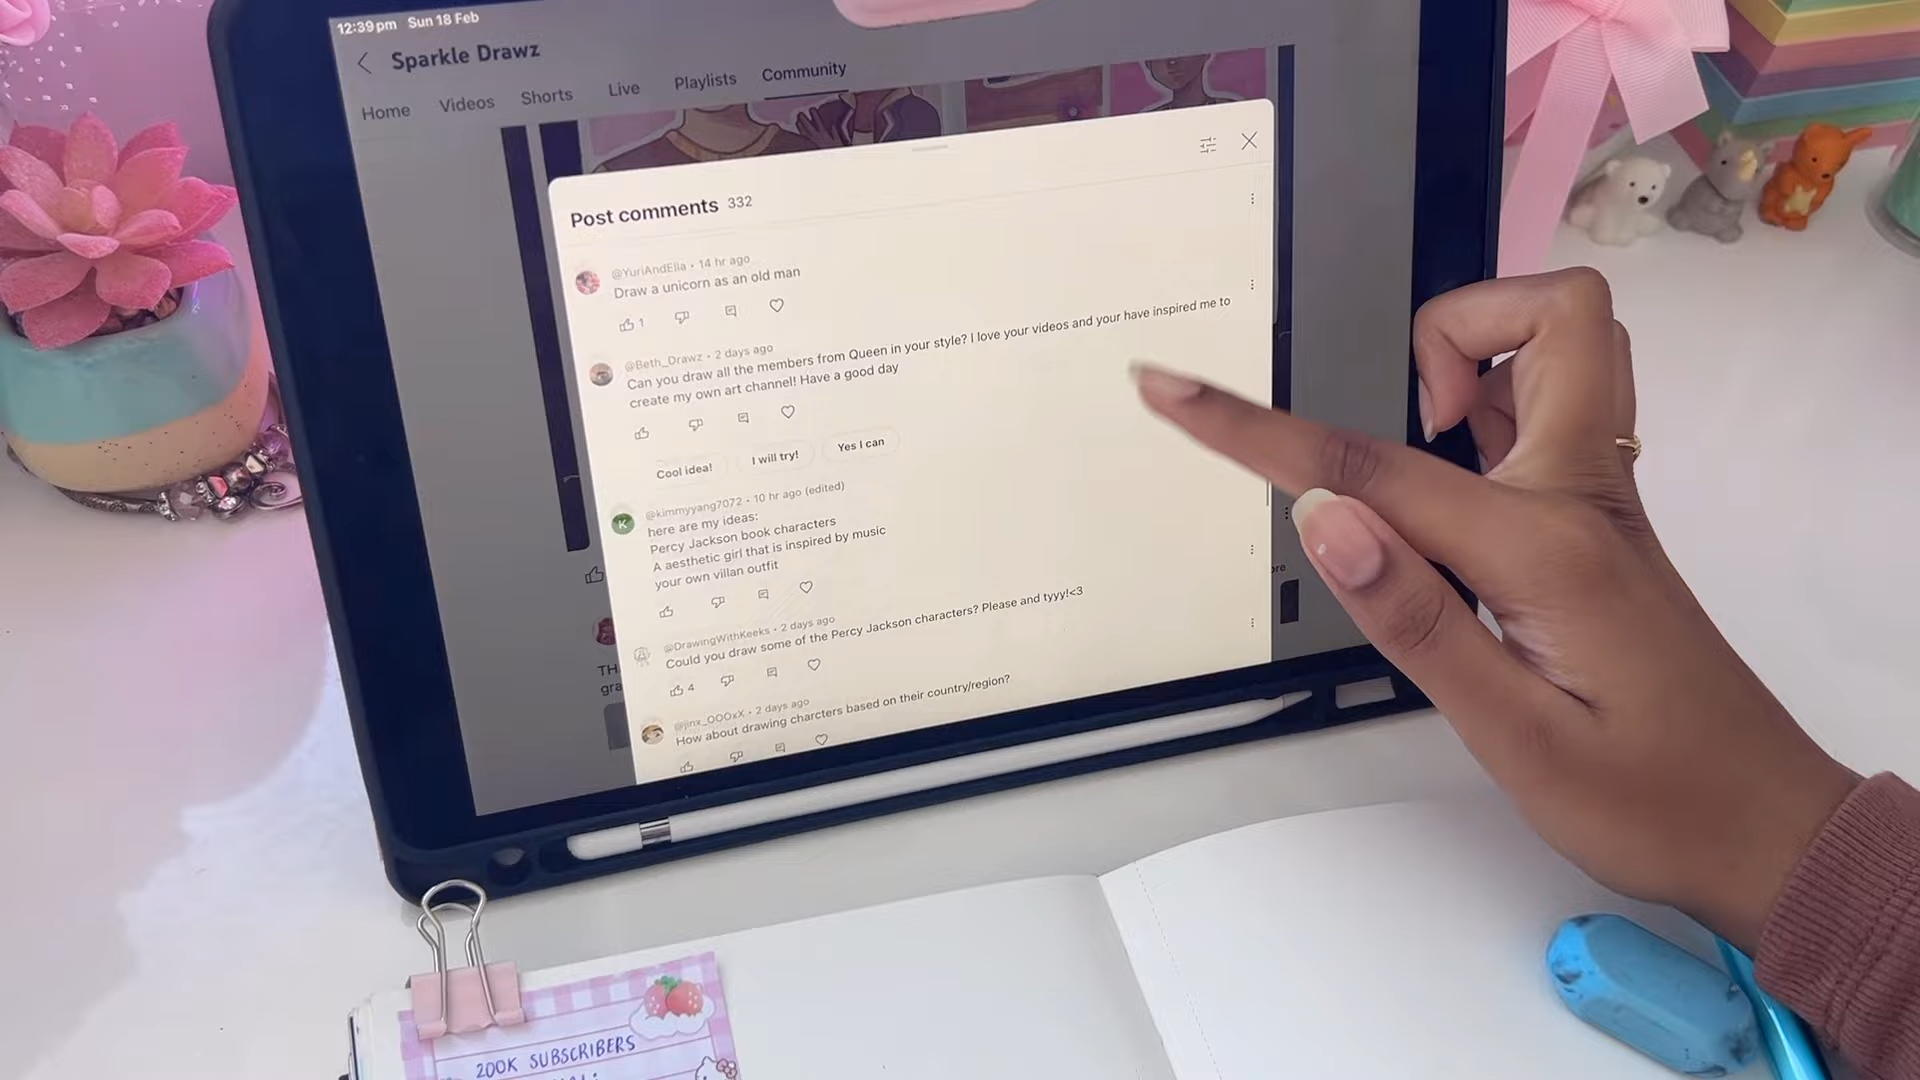 12:39 pm Sun 18 Feb
Sparkle Drawz
Home Videos Shorts Live Playlists Community
Post comments 332
@YuriAndElla • 14 hr ago
Draw a unicorn as an old man
1
@Beth_Drawz • 2 days ago
Can you draw all the members from Queen in your style? I love your videos and your have inspired me to
create my own art channel! Have a good day
Cool idea! I will try! Yes I can
K
@kimmyyang7072 • 10 hr ago (edited)
here are my ideas:
Percy Jackson book characters
A aesthetic girl that is inspired by music
your own villan outfit
@DrawingWithKeeks • 2 days ago
Could you draw some of the Percy Jackson characters? Please and tyyy!<3
4
@jinx_OOOxX • 2 days ago
How about drawing charcters based on their country/region?
200K SUBSCRIBERS